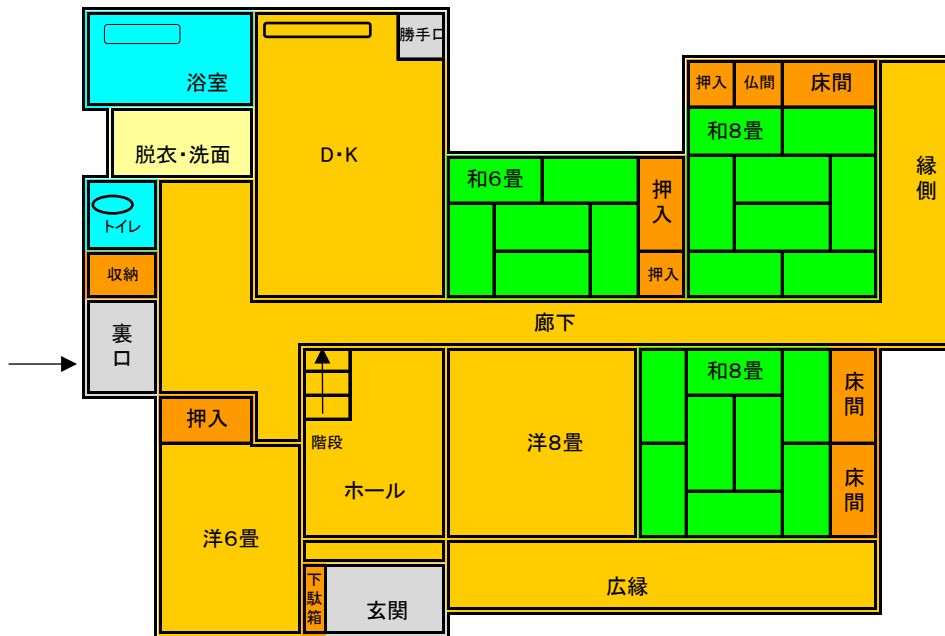 勝手口
浴室
押入
仏間
床間
和8畳
D・K
脱衣・洗面
縁側
和6畳
押入
トイレ
収納
押入
廊下
裏口
和8畳
床間
押入
階段
洋8畳
ホール
床間
洋6畳
下駄箱
玄関
広縁